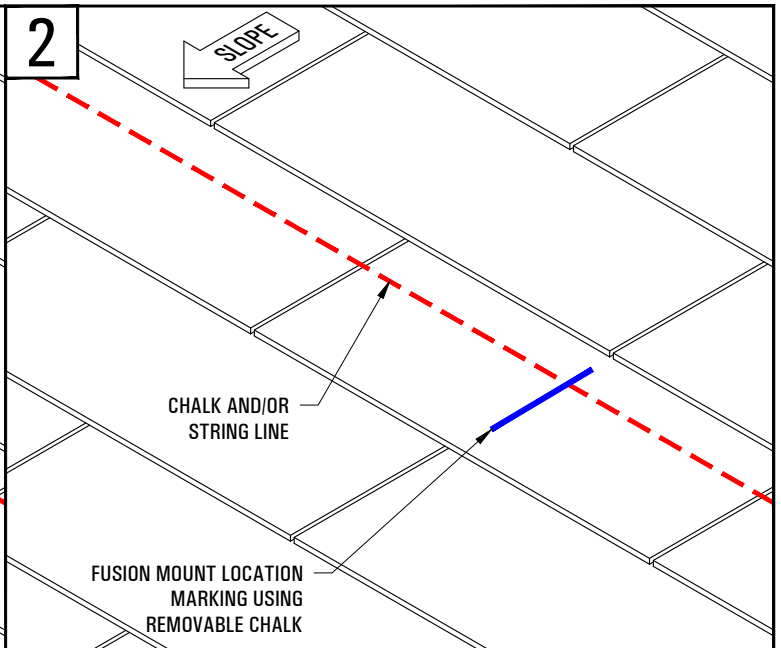 2
SLOPE
CHALK AND/OR
STRING LINE
FUSION MOUNT LOCATION
MARKING USING
REMOVABLE CHALK